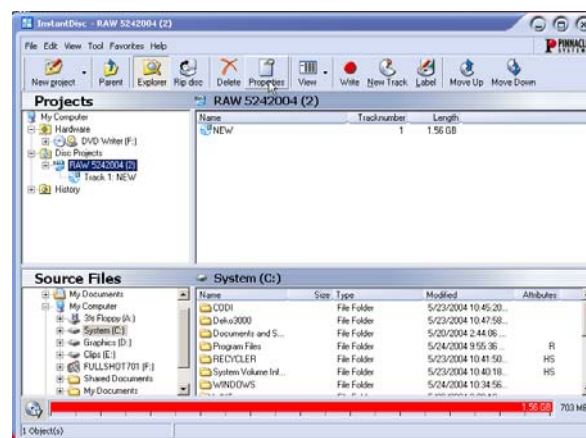 InstantDisc - RAW 5242004 (2)
File Edit View Tool Favorites Help
PINNACLE SYSTEMS
New project Parent Explorer Rip disc Delete Properties View Write New Track Label Move Up Move Down
Projects
RAW 5242004 (2)
My Computer
Hardware
DVD Writer (F:)
Disc Projects
RAW 5242004 (2)
Track 1: NEW
History
Name Tracknumber Length
NEW 1 1.56 GB
Source Files
System (C:)
My Documents
My Computer
3½ Floppy (A:)
System (C:)
Graphics (D:)
Clips (E:)
FULLSHOT701 (F:)
Shared Documents
My Documents
Name Size Type Modified Attributes
CODI File Folder 5/23/2004 10:45:20...
Deko3000 File Folder 5/23/2004 10:47:58...
Documents and S... File Folder 5/20/2004 2:44:06 ...
Program Files File Folder 5/24/2004 9:55:36 ... R
RECYCLER File Folder 5/23/2004 10:41:50... HS
System Volume Inf... File Folder 5/23/2004 10:40:18... HS
WINDOWS File Folder 5/24/2004 10:34:56...
1.56 GB 703 MB
1 Object(s)